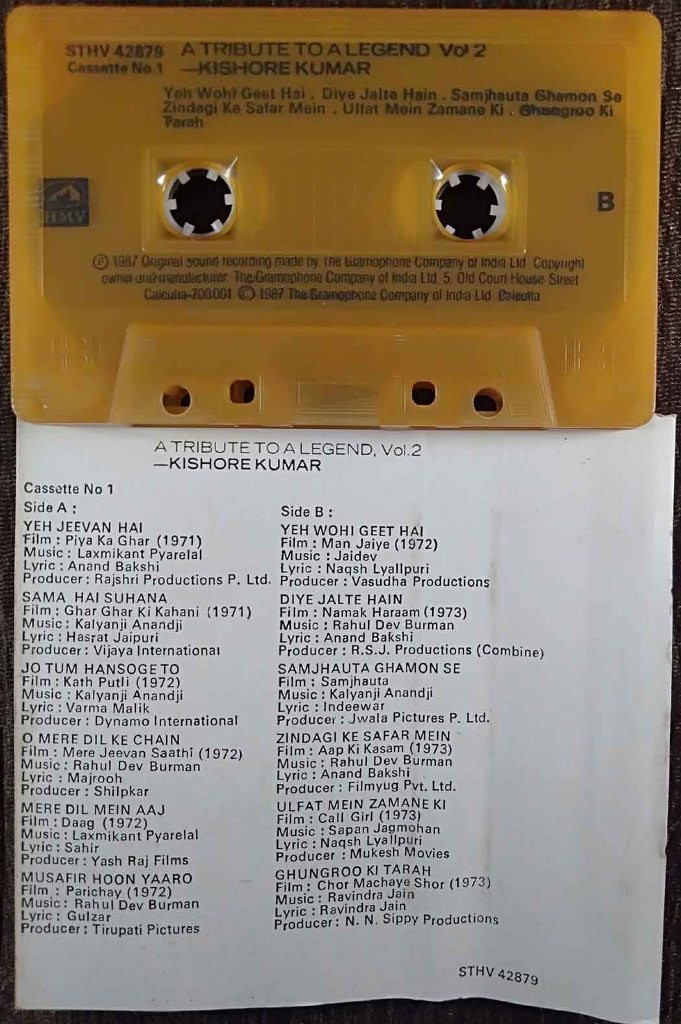 STHV 42879 A TRIBUTE TO A LEGEND Vol 2
Cassette No.1 —KISHORE KUMAR
Yeh Wohi Geet Hai . Diye Jalte Hain . Samjhauta Ghamon Se
Zindagi Ke Safar Mein . Ulfat Mein Zamane Ki . Ghungroo Ki
Tarah
HMV
B
Ⓟ 1987 Original sound recording made by The Gramophone Company of India Ltd Copyright
owner and manufacturer. The Gramophone Company of India Ltd. 5, Old Court House Street
Calcutta-700001 © 1987 The Gramophone Company of India Ltd Calcutta
A TRIBUTE TO A LEGEND, Vol.2
—KISHORE KUMAR
Cassette No 1
Side A :
YEH JEEVAN HAI
Film : Piya Ka Ghar (1971)
Music : Laxmikant Pyarelal
Lyric : Anand Bakshi
Producer : Rajshri Productions P. Ltd.
SAMA HAI SUHANA
Film : Ghar Ghar Ki Kahani (1971)
Music : Kalyanji Anandji
Lyric : Hasrat Jaipuri
Producer : Vijaya International
JO TUM HANSOGE TO
Film : Kath Putli (1972)
Music : Kalyanji Anandji
Lyric : Varma Malik
Producer : Dynamo International
O MERE DIL KE CHAIN
Film : Mere Jeevan Saathi (1972)
Music : Rahul Dev Burman
Lyric : Majrooh
Producer : Shilpkar
MERE DIL MEIN AAJ
Film : Daag (1972)
Music : Laxmikant Pyarelal
Lyric : Sahir
Producer : Yash Raj Films
MUSAFIR HOON YAARO
Film : Parichay (1972)
Music : Rahul Dev Burman
Lyric : Gulzar
Producer : Tirupati Pictures
Side B :
YEH WOHI GEET HAI
Film : Man Jaiye (1972)
Music : Jaidev
Lyric : Naqsh Lyallpuri
Producer : Vasudha Productions
DIYE JALTE HAIN
Film : Namak Haraam (1973)
Music : Rahul Dev Burman
Lyric : Anand Bakshi
Producer : R.S.J. Productions (Combine)
SAMJHAUTA GHAMON SE
Film : Samjhauta
Music : Kalyanji Anandji
Lyric : Indeewar
Producer : Jwala Pictures P. Ltd.
ZINDAGI KE SAFAR MEIN
Film : Aap Ki Kasam (1973)
Music : Rahul Dev Burman
Lyric : Anand Bakshi
Producer : Filmyug Pvt. Ltd.
ULFAT MEIN ZAMANE KI
Film : Call Girl (1973)
Music : Sapan Jagmohan
Lyric : Naqsh Lyallpuri
Producer : Mukesh Movies
GHUNGROO KI TARAH
Film : Chor Machaye Shor (1973)
Music : Ravindra Jain
Lyric : Ravindra Jain
Producer : N. N. Sippy Productions
STHV 42879